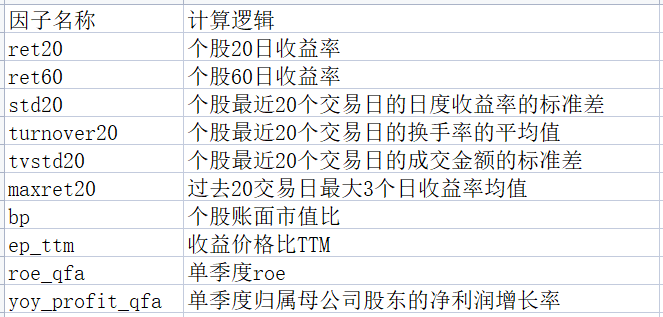 因子名称 计算逻辑
ret20 个股20日收益率
ret60 个股60日收益率
std20 个股最近20个交易日的日度收益率的标准差
turnover20 个股最近20个交易日的换手率的平均值
tvstd20 个股最近20个交易日的成交金额的标准差
maxret20 过去20交易日最大3个日收益率均值
bp 个股账面市值比
ep_ttm 收益价格比TTM
roe_qfa 单季度roe
yoy_profit_qfa 单季度归属母公司股东的净利润增长率